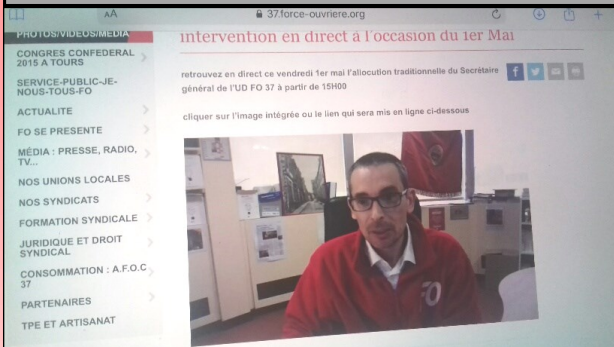 AA
37.force-ouvriere.org
PHOTOS/VIDEOS/MEDIA
CONGRES CONFEDERAL
2015 A TOURS
SERVICE-PUBLIC-JE-
NOUS-TOUS-FO
ACTUALITE
FO SE PRESENTE
MÉDIA : PRESSE, RADIO,
TV...
NOS UNIONS LOCALES
NOS SYNDICATS
FORMATION SYNDICALE
JURIDIQUE ET DROIT
SYNDICAL
CONSOMMATION : A.F.O.C
37
PARTENAIRES
TPE ET ARTISANAT
intervention en direct à l'occasion du 1er Mai
retrouvez en direct ce vendredi 1er mai l'allocution traditionnelle du Secrétaire
général de l'UD FO 37 à partir de 15H00
cliquer sur l'image intégrée ou le lien qui sera mis en ligne ci-dessous
FO